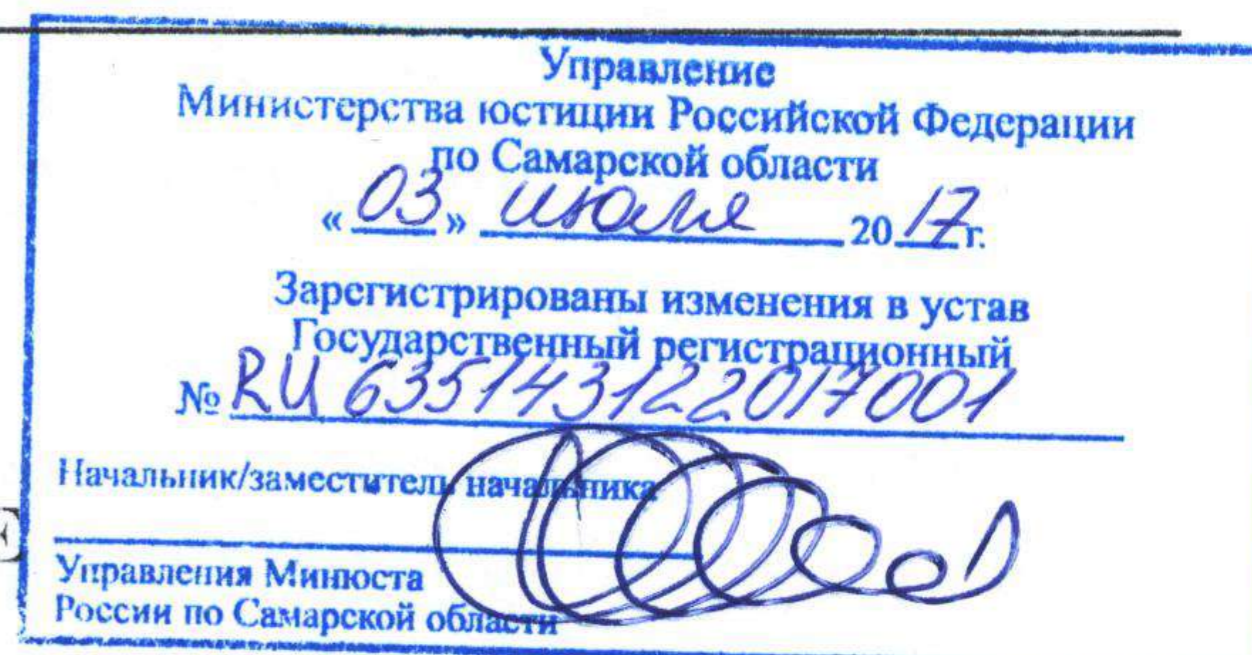 Управление
Министерства юстиции Российской Федерации
по Самарской области
« 03 » июля 2017 г.
Зарегистрированы изменения в устав
Государственный регистрационный
№ RU 635143122017001
Начальник/заместитель начальника
Управления Минюста
России по Самарской области